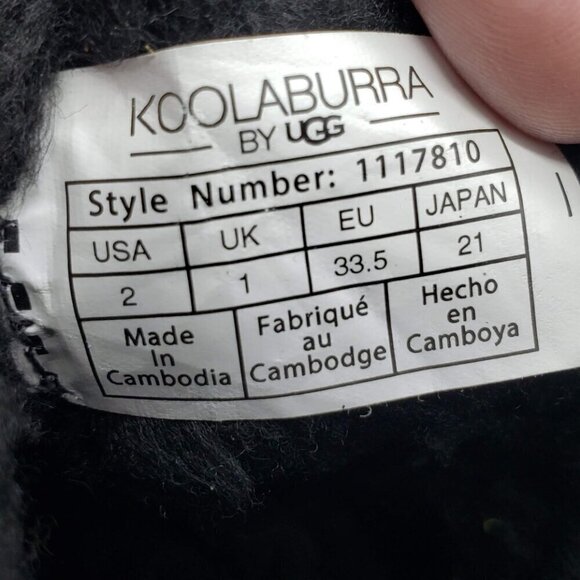 KOOLABURRA
BY UGG
Style Number: 1117810
USA UK EU JAPAN
2 1 33.5 21
Made In Cambodia
Fabriqué au Cambodge
Hecho en Camboya